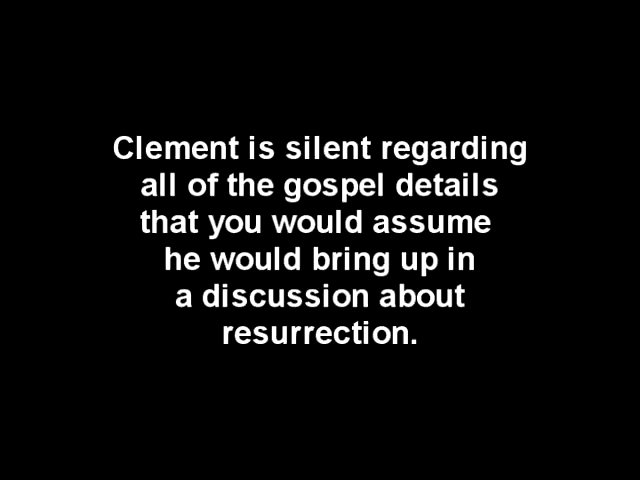 Clement is silent regarding
all of the gospel details
that you would assume
he would bring up in
a discussion about
resurrection.